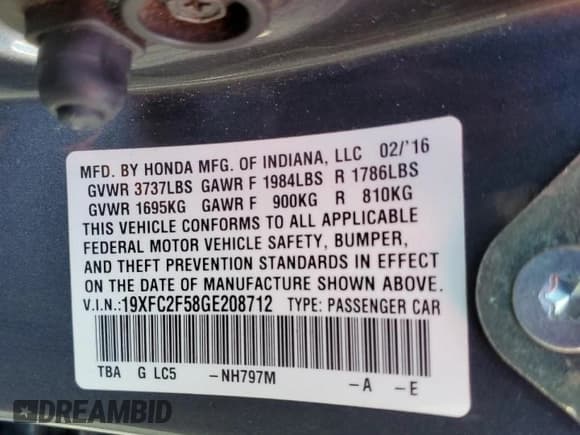 MFD. BY HONDA MFG. OF INDIANA, LLC 02/'16
GVWR 3737LBS GAWR F 1984LBS R 1786LBS
GVWR 1695KG GAWR F 900KG R 810KG
THIS VEHICLE CONFORMS TO ALL APPLICABLE
FEDERAL MOTOR VEHICLE SAFETY, BUMPER,
AND THEFT PREVENTION STANDARDS IN EFFECT
ON THE DATE OF MANUFACTURE SHOWN ABOVE.
V.I.N.:19XFC2F58GE208712 TYPE: PASSENGER CAR
TBA G LC5 -NH797M -A -E
DREAMBID